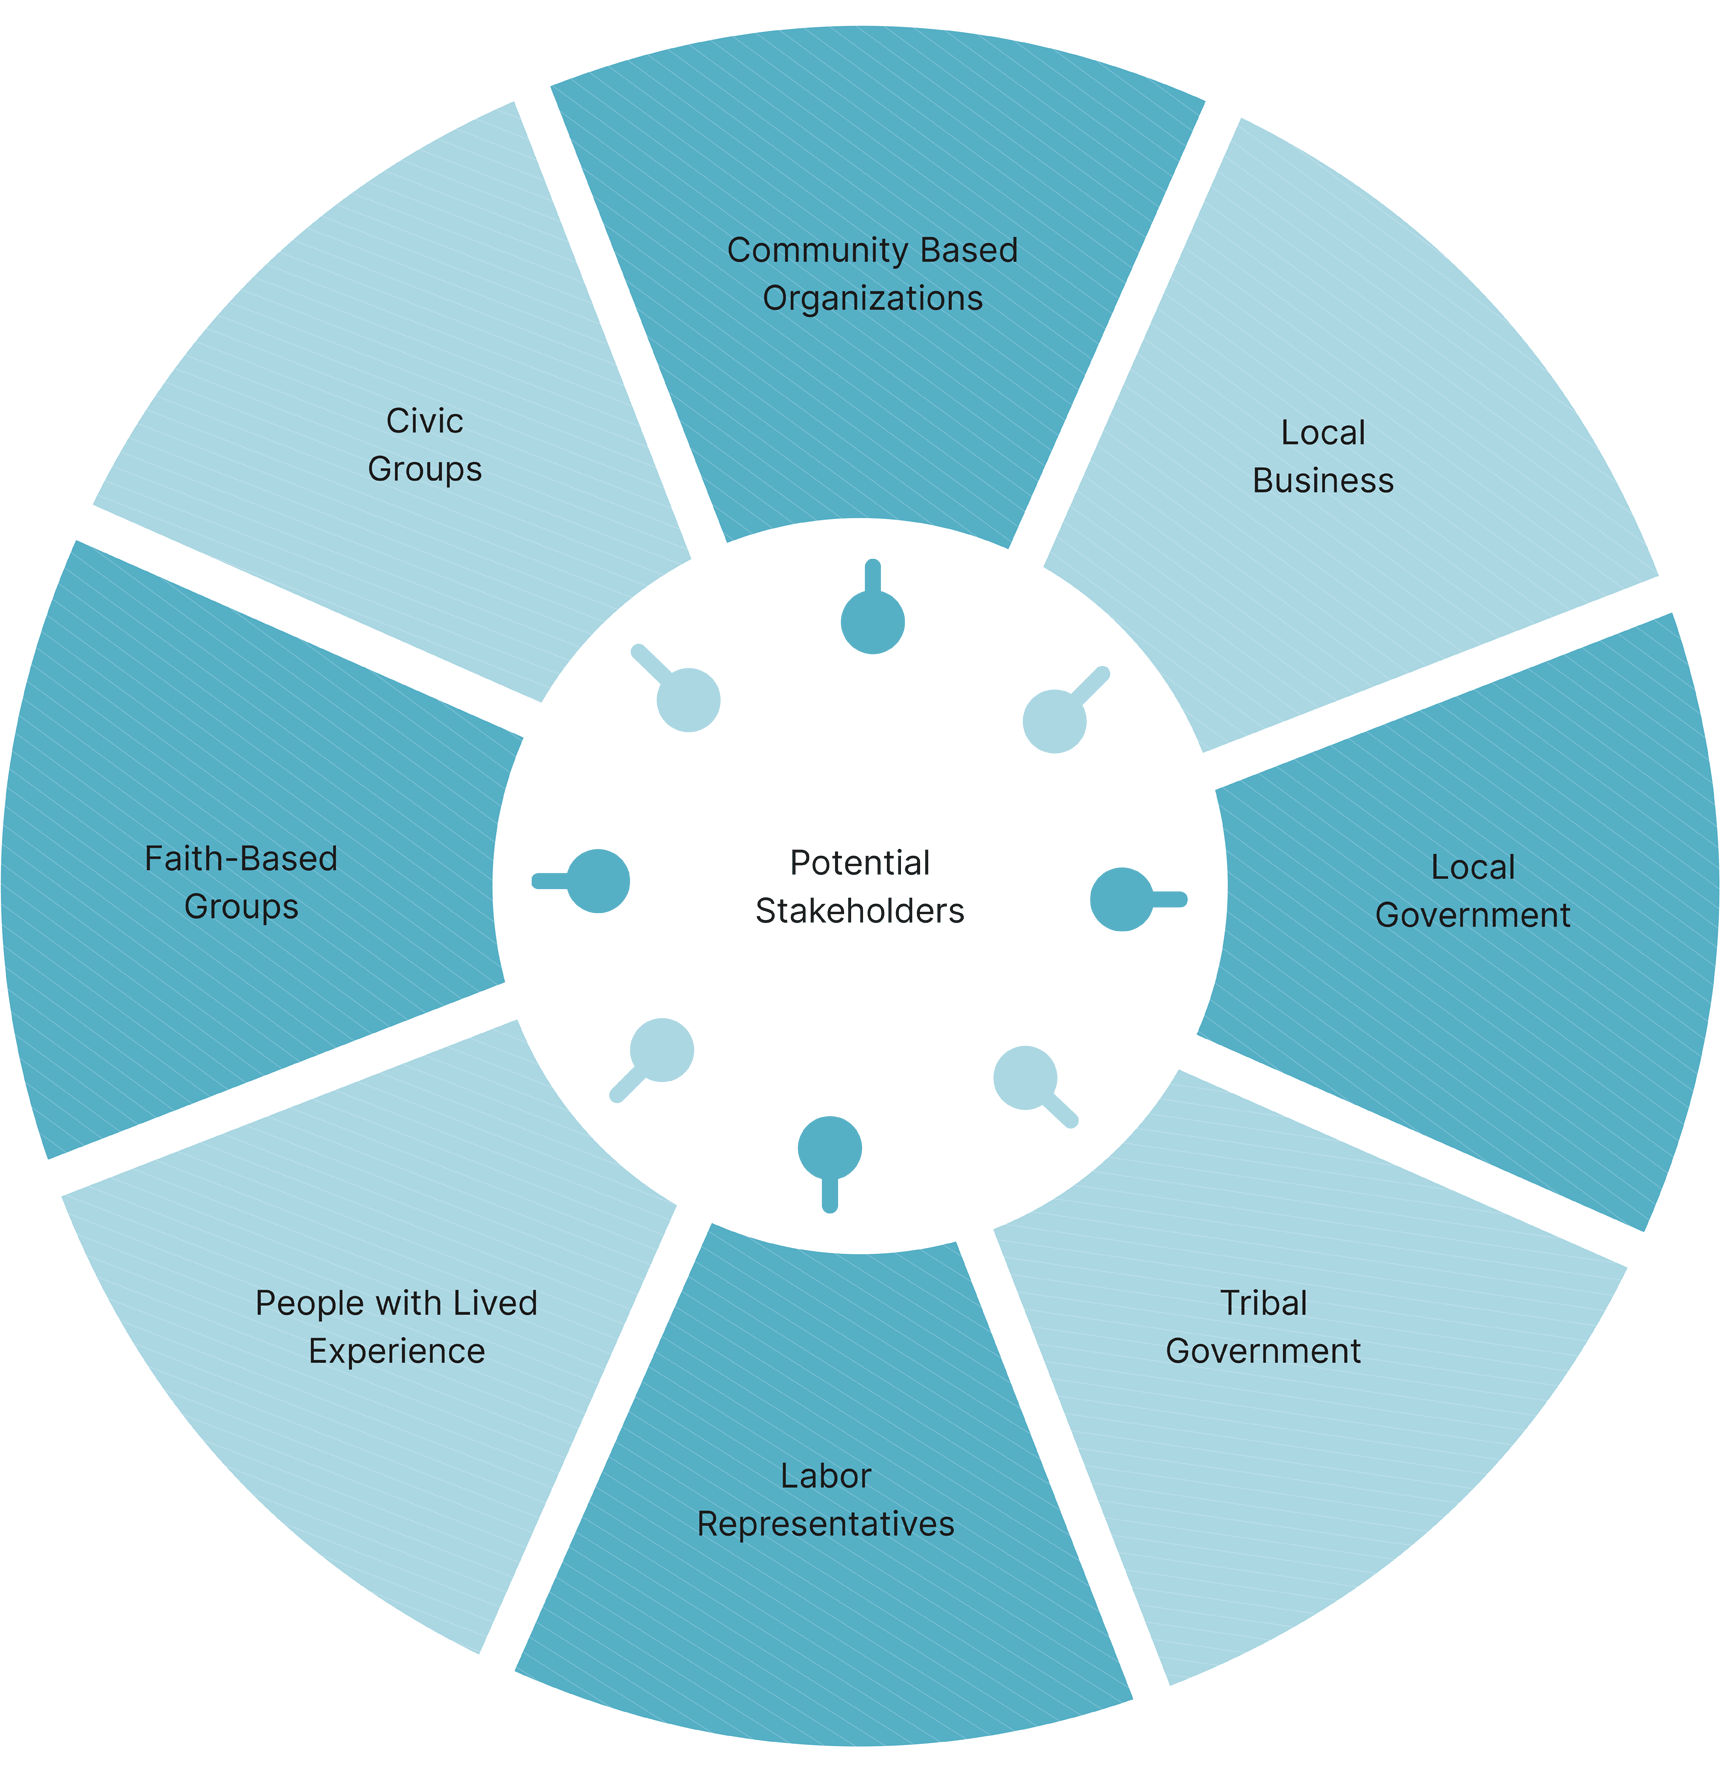 Community Based
Organizations
Local
Business
Local
Government
Tribal
Government
Labor
Representatives
People with Lived
Experience
Faith-Based
Groups
Civic
Groups
Potential
Stakeholders